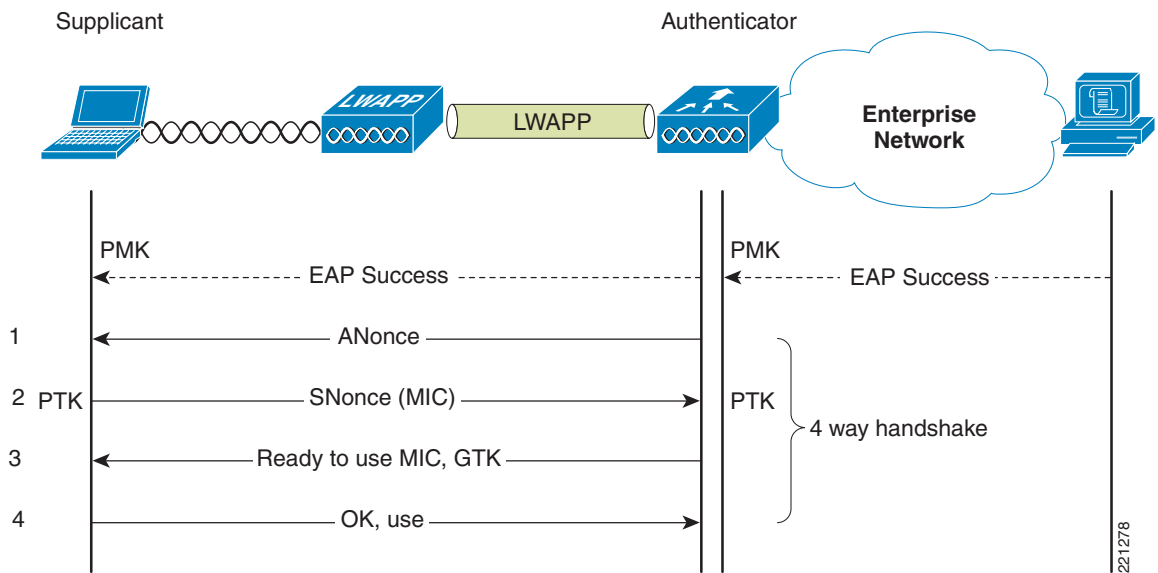 Supplicant
Authenticator
LWAPP
LWAPP
Enterprise
Network
PMK
PMK
EAP Success
EAP Success
1
ANonce
2
PTK
SNonce (MIC)
PTK
4 way handshake
3
Ready to use MIC, GTK
4
OK, use
221278